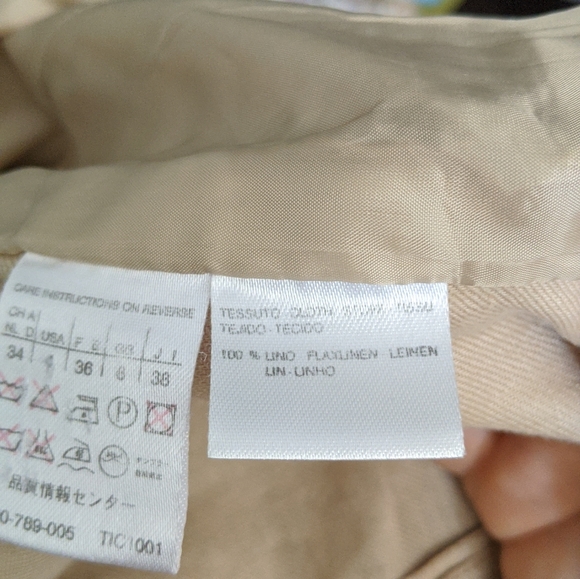 CARE INSTRUCTIONS ON REVERSE
CH A
NL D USA F B GB J I
34 4 36 8 38
P
品質情報センター
0-789-005 TIC1001
TESSUTO CLOTH STOFF TISSU
TEJIDO-TECIDO
100 % LINO FLAX/LINEN LEINEN
LIN-LINHO